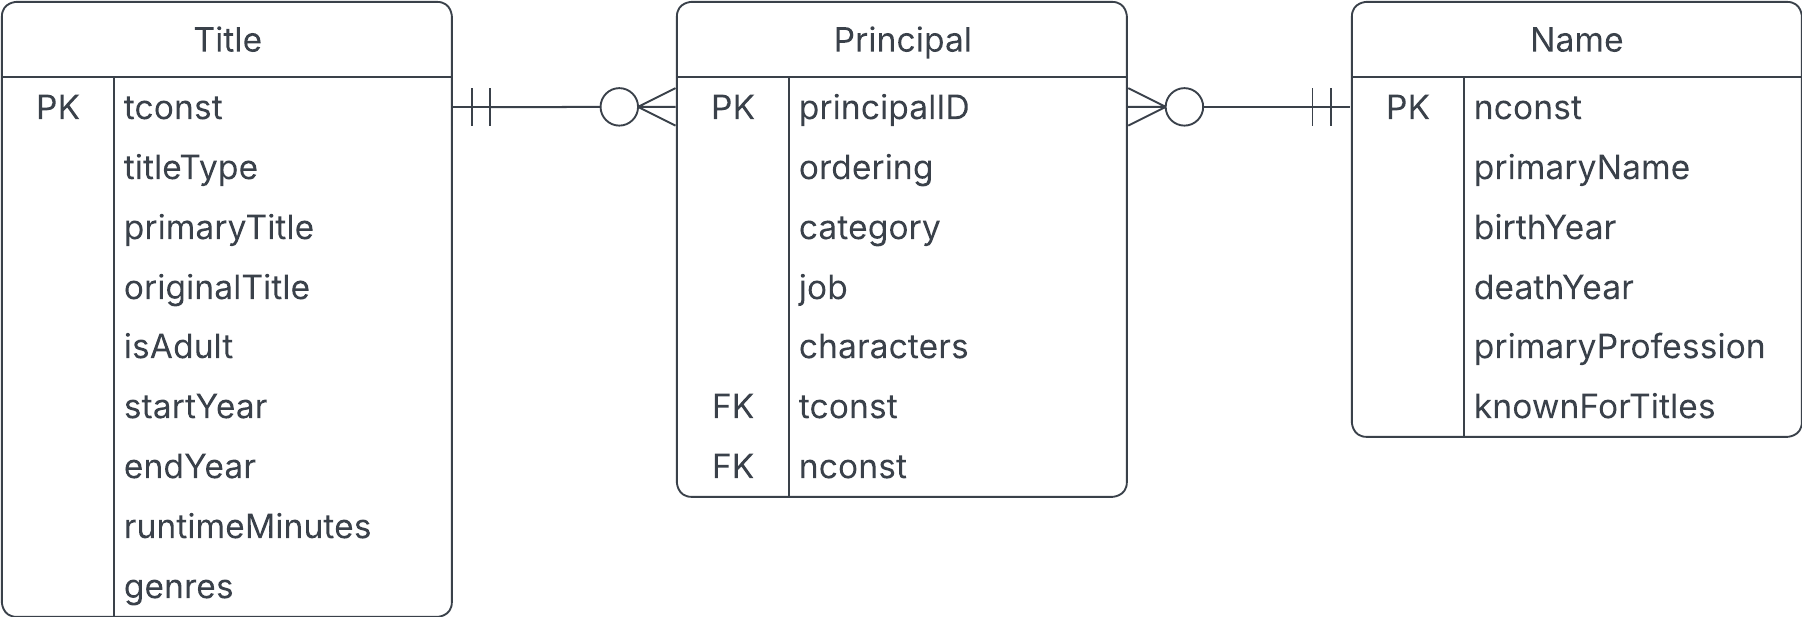 Title
PK tconst
titleType
primaryTitle
originalTitle
isAdult
startYear
endYear
runtimeMinutes
genres
Principal
PK principalID
ordering
category
job
characters
FK tconst
FK nconst
Name
PK nconst
primaryName
birthYear
deathYear
primaryProfession
knownForTitles